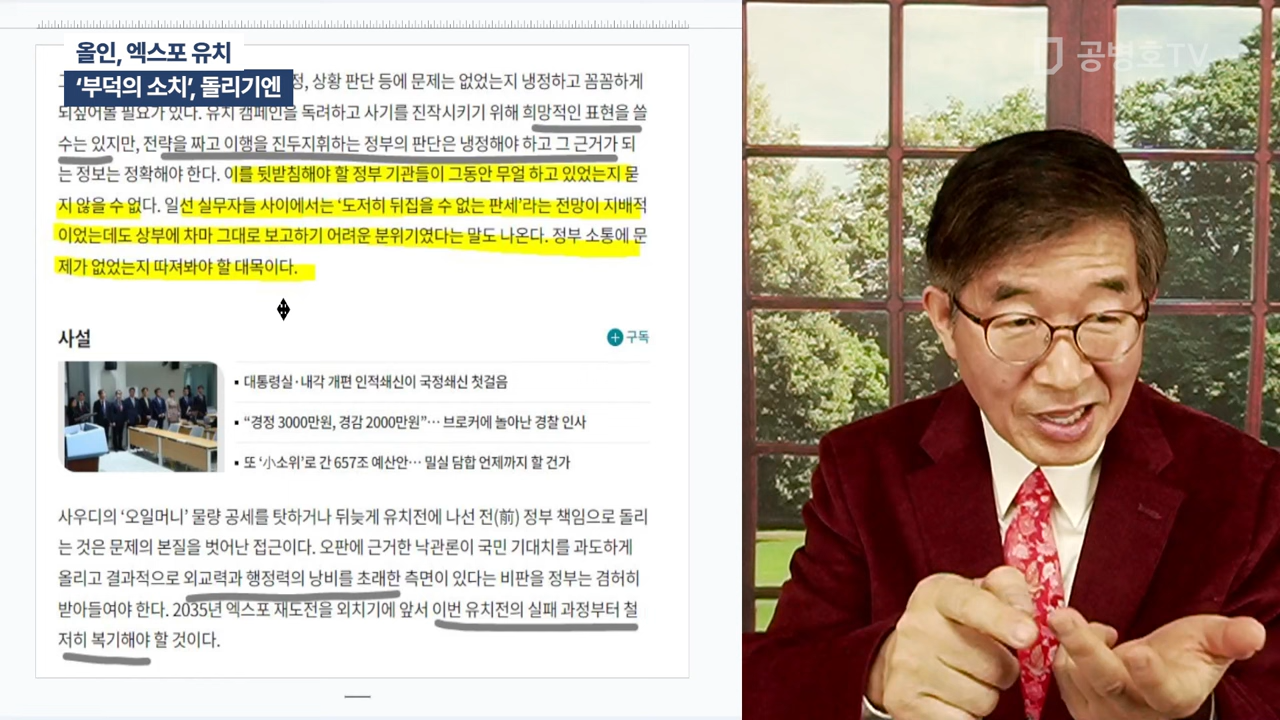 올인, 엑스포 유치
‘부덕의 소치’, 돌리기엔
공병호TV
정, 상황 판단 등에 문제는 없었는지 냉정하고 꼼꼼하게
되짚어볼 필요가 있다. 유치 캠페인을 독려하고 사기를 진작시키기 위해 희망적인 표현을 쓸
수는 있지만, 전략을 짜고 이행을 진두지휘하는 정부의 판단은 냉정해야 하고 그 근거가 되
는 정보는 정확해야 한다. 이를 뒷받침해야 할 정부 기관들이 그동안 무얼 하고 있었는지 묻
지 않을 수 없다. 일선 실무자들 사이에서는 ‘도저히 뒤집을 수 없는 판세’라는 전망이 지배적
이었는데도 상부에 차마 그대로 보고하기 어려운 분위기였다는 말도 나온다. 정부 소통에 문
제가 없었는지 따져봐야 할 대목이다.
사설
+ 구독
▪ 대통령실·내각 개편 인적쇄신이 국정쇄신 첫걸음
▪ “경정 3000만원, 경감 2000만원”… 브로커에 놀아난 경찰 인사
▪ 또 ‘小소위’로 간 657조 예산안… 밀실 담합 언제까지 할 건가
사우디의 ‘오일머니’ 물량 공세를 탓하거나 뒤늦게 유치전에 나선 전(前) 정부 책임으로 돌리
는 것은 문제의 본질을 벗어난 접근이다. 오판에 근거한 낙관론이 국민 기대치를 과도하게
올리고 결과적으로 외교력과 행정력의 낭비를 초래한 측면이 있다는 비판을 정부는 겸허히
받아들여야 한다. 2035년 엑스포 재도전을 외치기에 앞서 이번 유치전의 실패 과정부터 철
저히 복기해야 할 것이다.